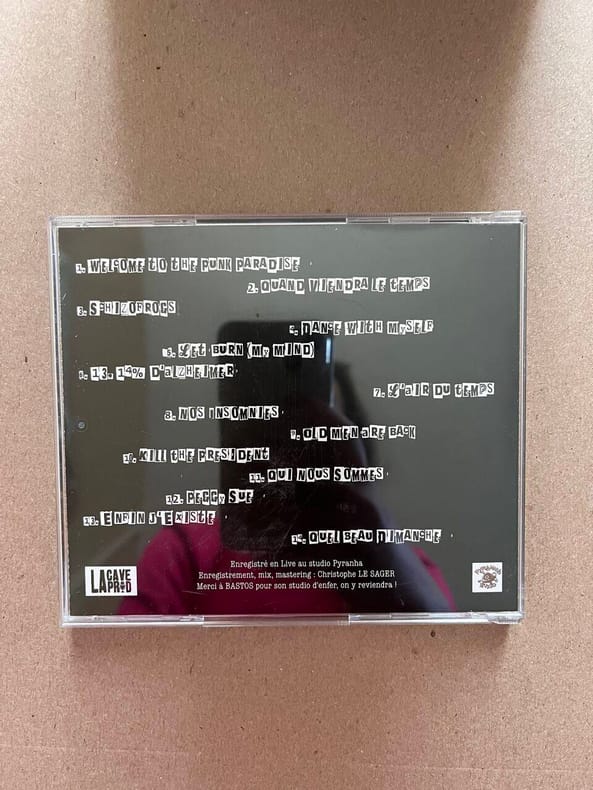 1. WELCOME TO THE PUNK PARADISE
2. QUAND VIENDRA LE TEMPS
3. SCHIZOFROGS
4. DANCE WITH MYSELF
5. LET BURN (MY MIND)
6. 13 14% D'ALZHEIMER
7. L'AIR DU TEMPS
8. NOS INSOMNIES
9. OLD MEN ARE BACK
10. KILL THE PRESIDENT
11. QUI NOUS SOMMES
12. PEGGY SUE
13. ENFIN J'EXISTE
14. QUEL BEAU DIMANCHE
Enregistré en Live au studio Pyranha
Enregistrement, mix, mastering : Christophe LE SAGER
Merci à BASTOS pour son studio d'enfer, on y reviendra !
LA CAVE PROD